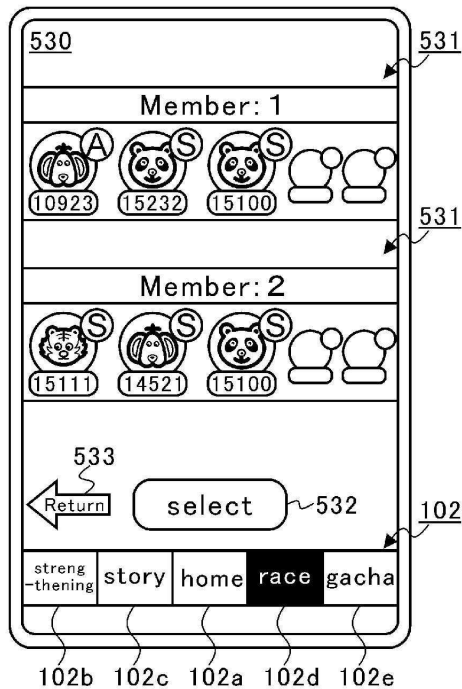 530
531
Member: 1
A S S
10923 15232 15100
531
Member: 2
S S S
15111 14521 15100
533
Return
select
532
102
streng
-thening
story
home
race
gacha
102b 102c 102a 102d 102e